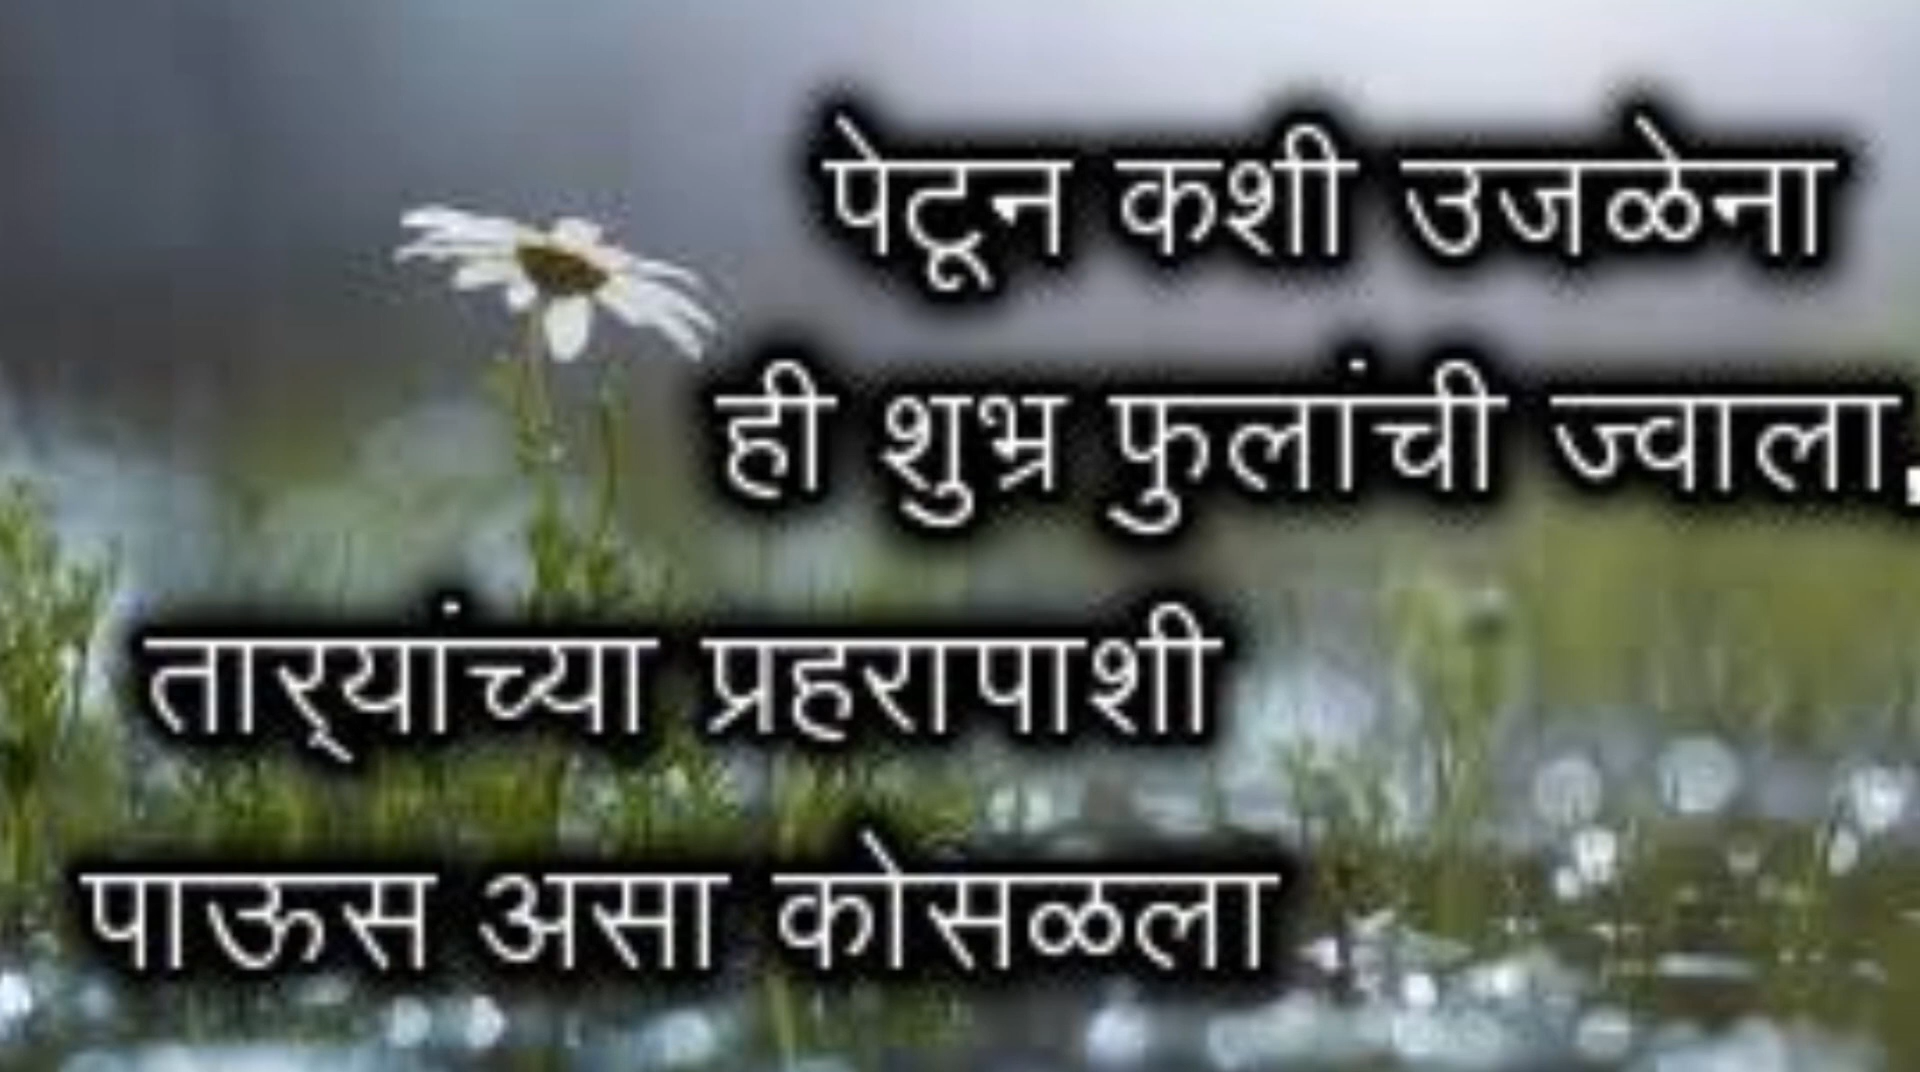 पेटून कशी उजळेना
ही शुभ्र फुलांची ज्वाला,
तार्‍यांच्या प्रहरापाशी
पाऊस असा कोसळला